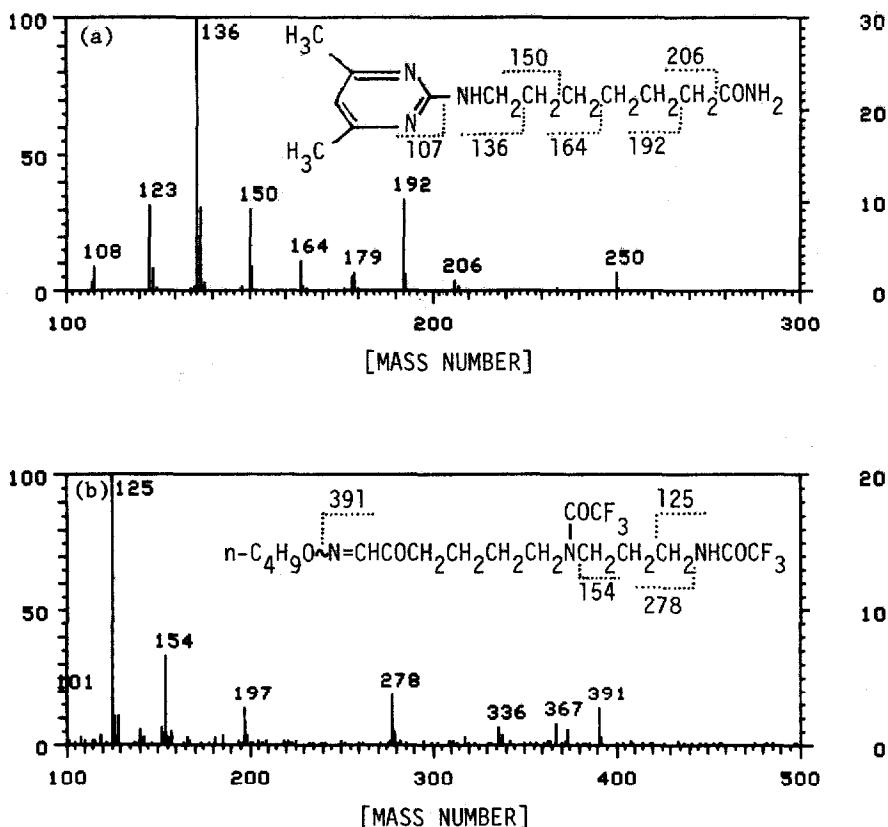 100 (a) 136 30
H3C
N
150 206
NHCH2CH2CH2CH2CH2CH2CONH2
N
H3C
107 136 164 192
20
50
123 150 192
10
108 164 179 206 250
0 0
100 200 300
[MASS NUMBER]
100 (b) 125 20
391 COCF3 125
n-C4H9O~N=CHCOCH2CH2CH2CH2NCH2CH2CH2NHCOCF3
154 278
50 10
154
101 197 278
336 367 391
0 0
100 200 300 400 500
[MASS NUMBER]